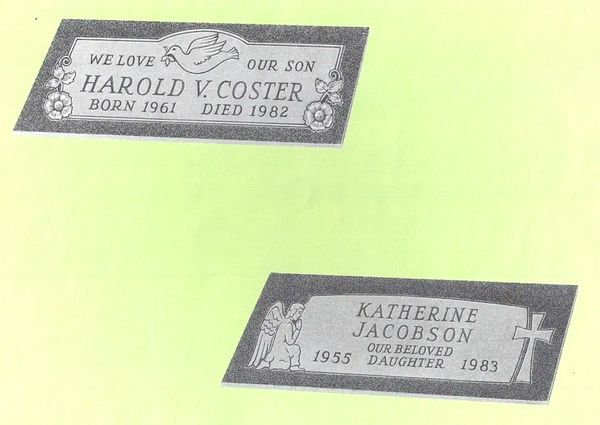 WE LOVE OUR SON
HAROLD V. COSTER
BORN 1961 DIED 1982
KATHERINE
JACOBSON
OUR BELOVED
1955 DAUGHTER 1983